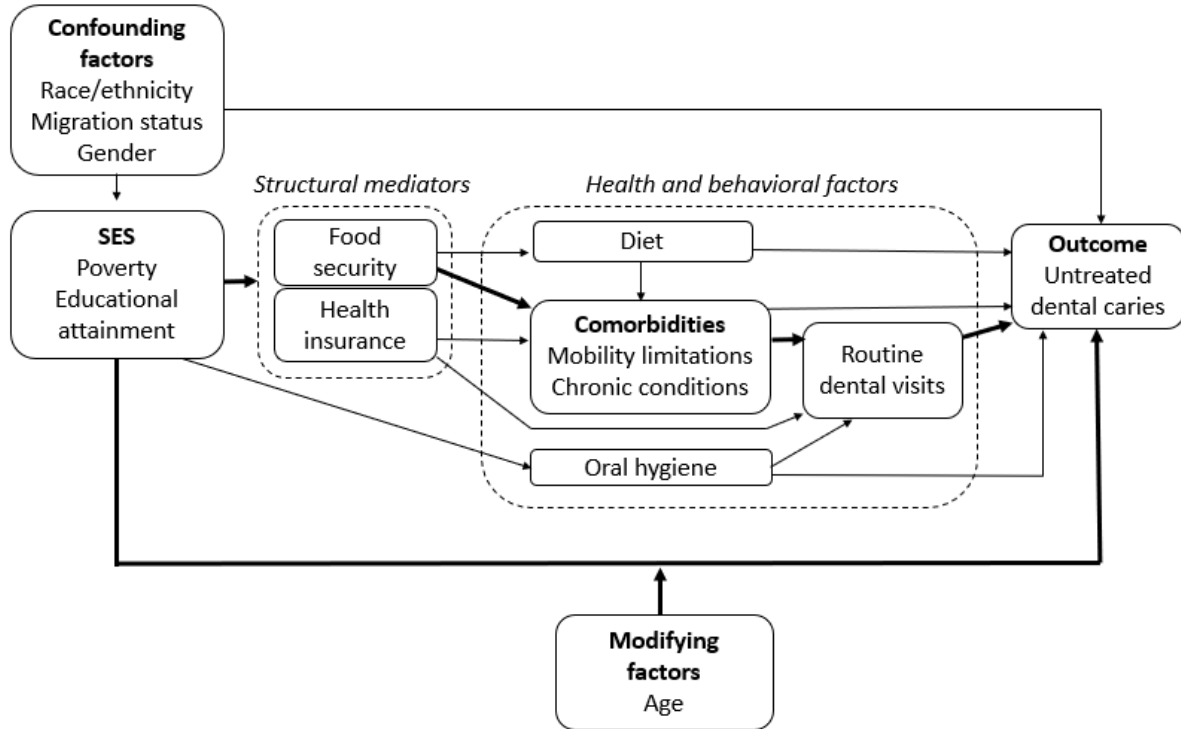 Confounding
factors
Race/ethnicity
Migration status
Gender
Structural mediators
Health and behavioral factors
SES
Poverty
Educational
attainment
Food
security
Health
insurance
Diet
Comorbidities
Mobility limitations
Chronic conditions
Routine
dental visits
Oral hygiene
Outcome
Untreated
dental caries
Modifying
factors
Age